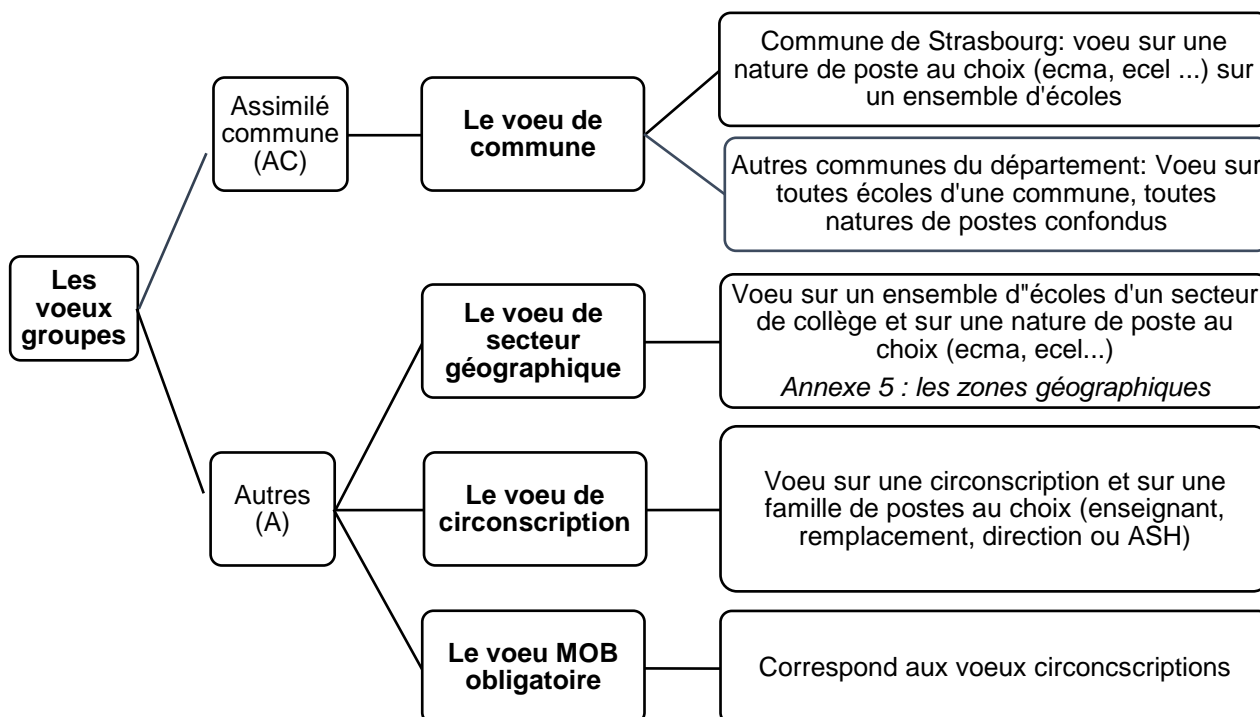 Les
voeux
groupes
Assimilé
commune
(AC)
Le voeu de
commune
Commune de Strasbourg: voeu sur une
nature de poste au choix (ecma, ecel ...) sur
un ensemble d'écoles
Autres communes du département: Voeu sur
toutes écoles d'une commune, toutes
natures de postes confondus
Autres
(A)
Le voeu de
secteur
géographique
Voeu sur un ensemble d"écoles d'un secteur
de collège et sur une nature de poste au
choix (ecma, ecel...)
Annexe 5 : les zones géographiques
Le voeu de
circonscription
Voeu sur une circonscription et sur une
famille de postes au choix (enseignant,
remplacement, direction ou ASH)
Le voeu MOB
obligatoire
Correspond aux voeux circoncscriptions